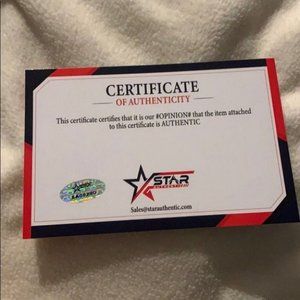 CERTIFICATE
OF AUTHENTICITY
This certificate certifies that it is our #OPINION# that the item attached
to this certificate is AUTHENTIC
STAR
AUTHENTIC
Sales@starauthentic.com